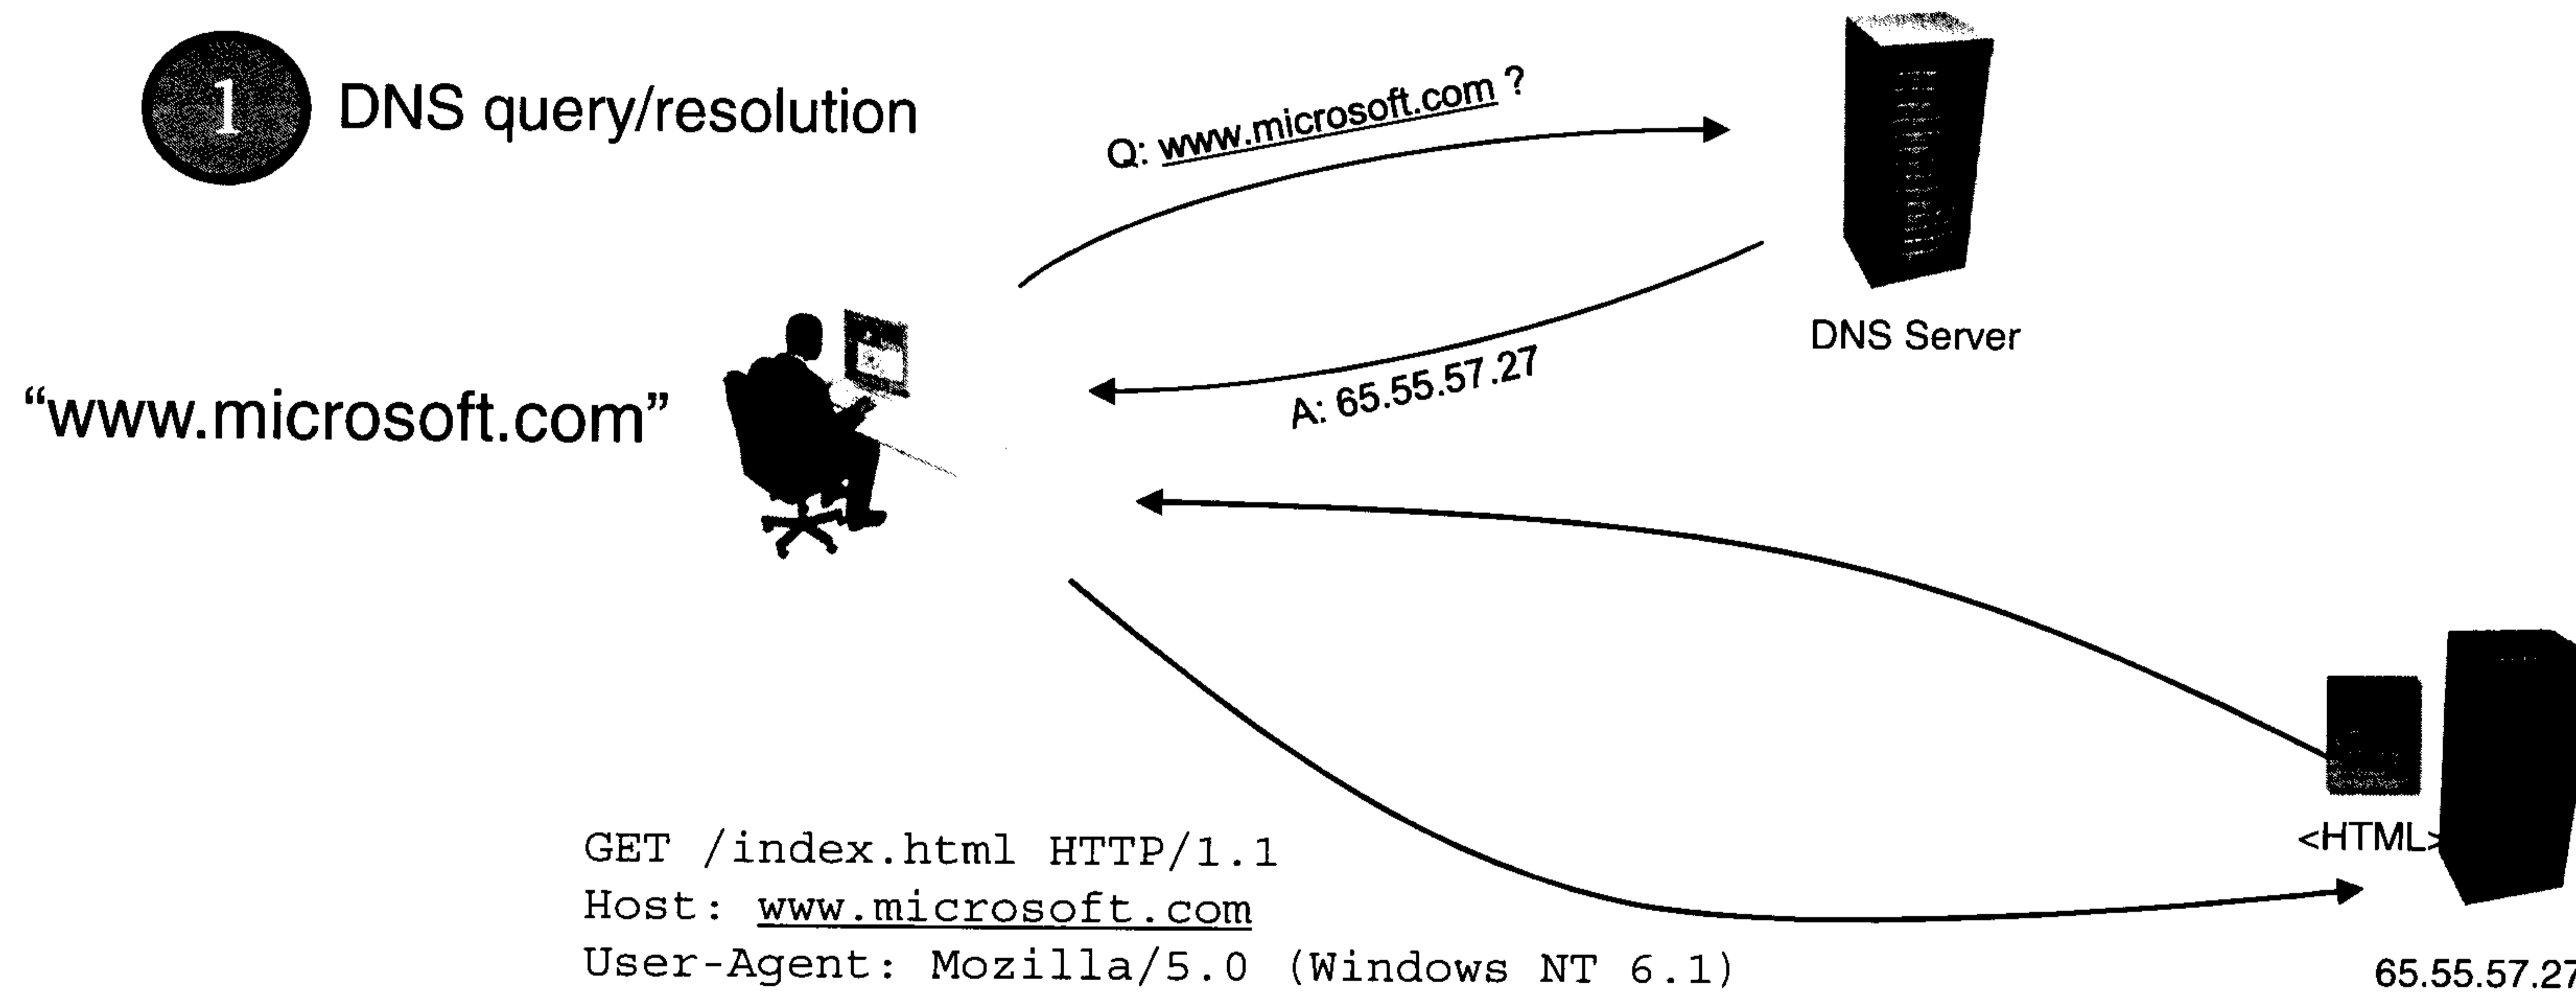 1 DNS query/resolution
Q: www.microsoft.com ?
DNS Server
"www.microsoft.com"
A: 65.55.57.27
<HTML>
GET /index.html HTTP/1.1
Host: www.microsoft.com
User-Agent: Mozilla/5.0 (Windows NT 6.1)
65.55.57.27